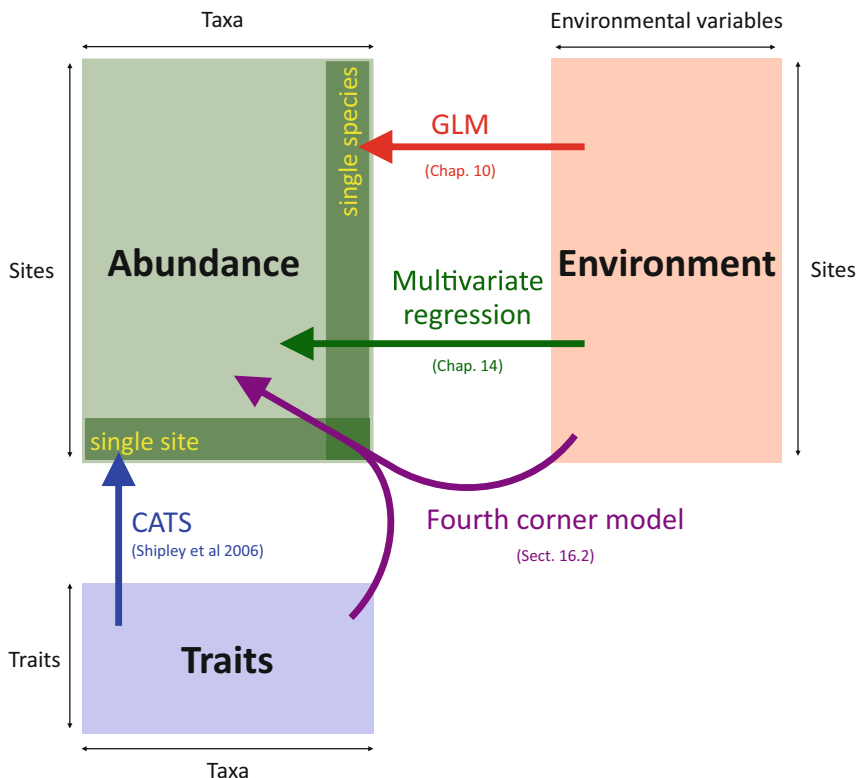 Taxa
Environmental variables
single species
GLM
(Chap. 10)
Abundance
Environment
Sites
Sites
Multivariate
regression
(Chap. 14)
single site
CATS
(Shipley et al 2006)
Fourth corner model
(Sect. 16.2)
Traits
Traits
Taxa